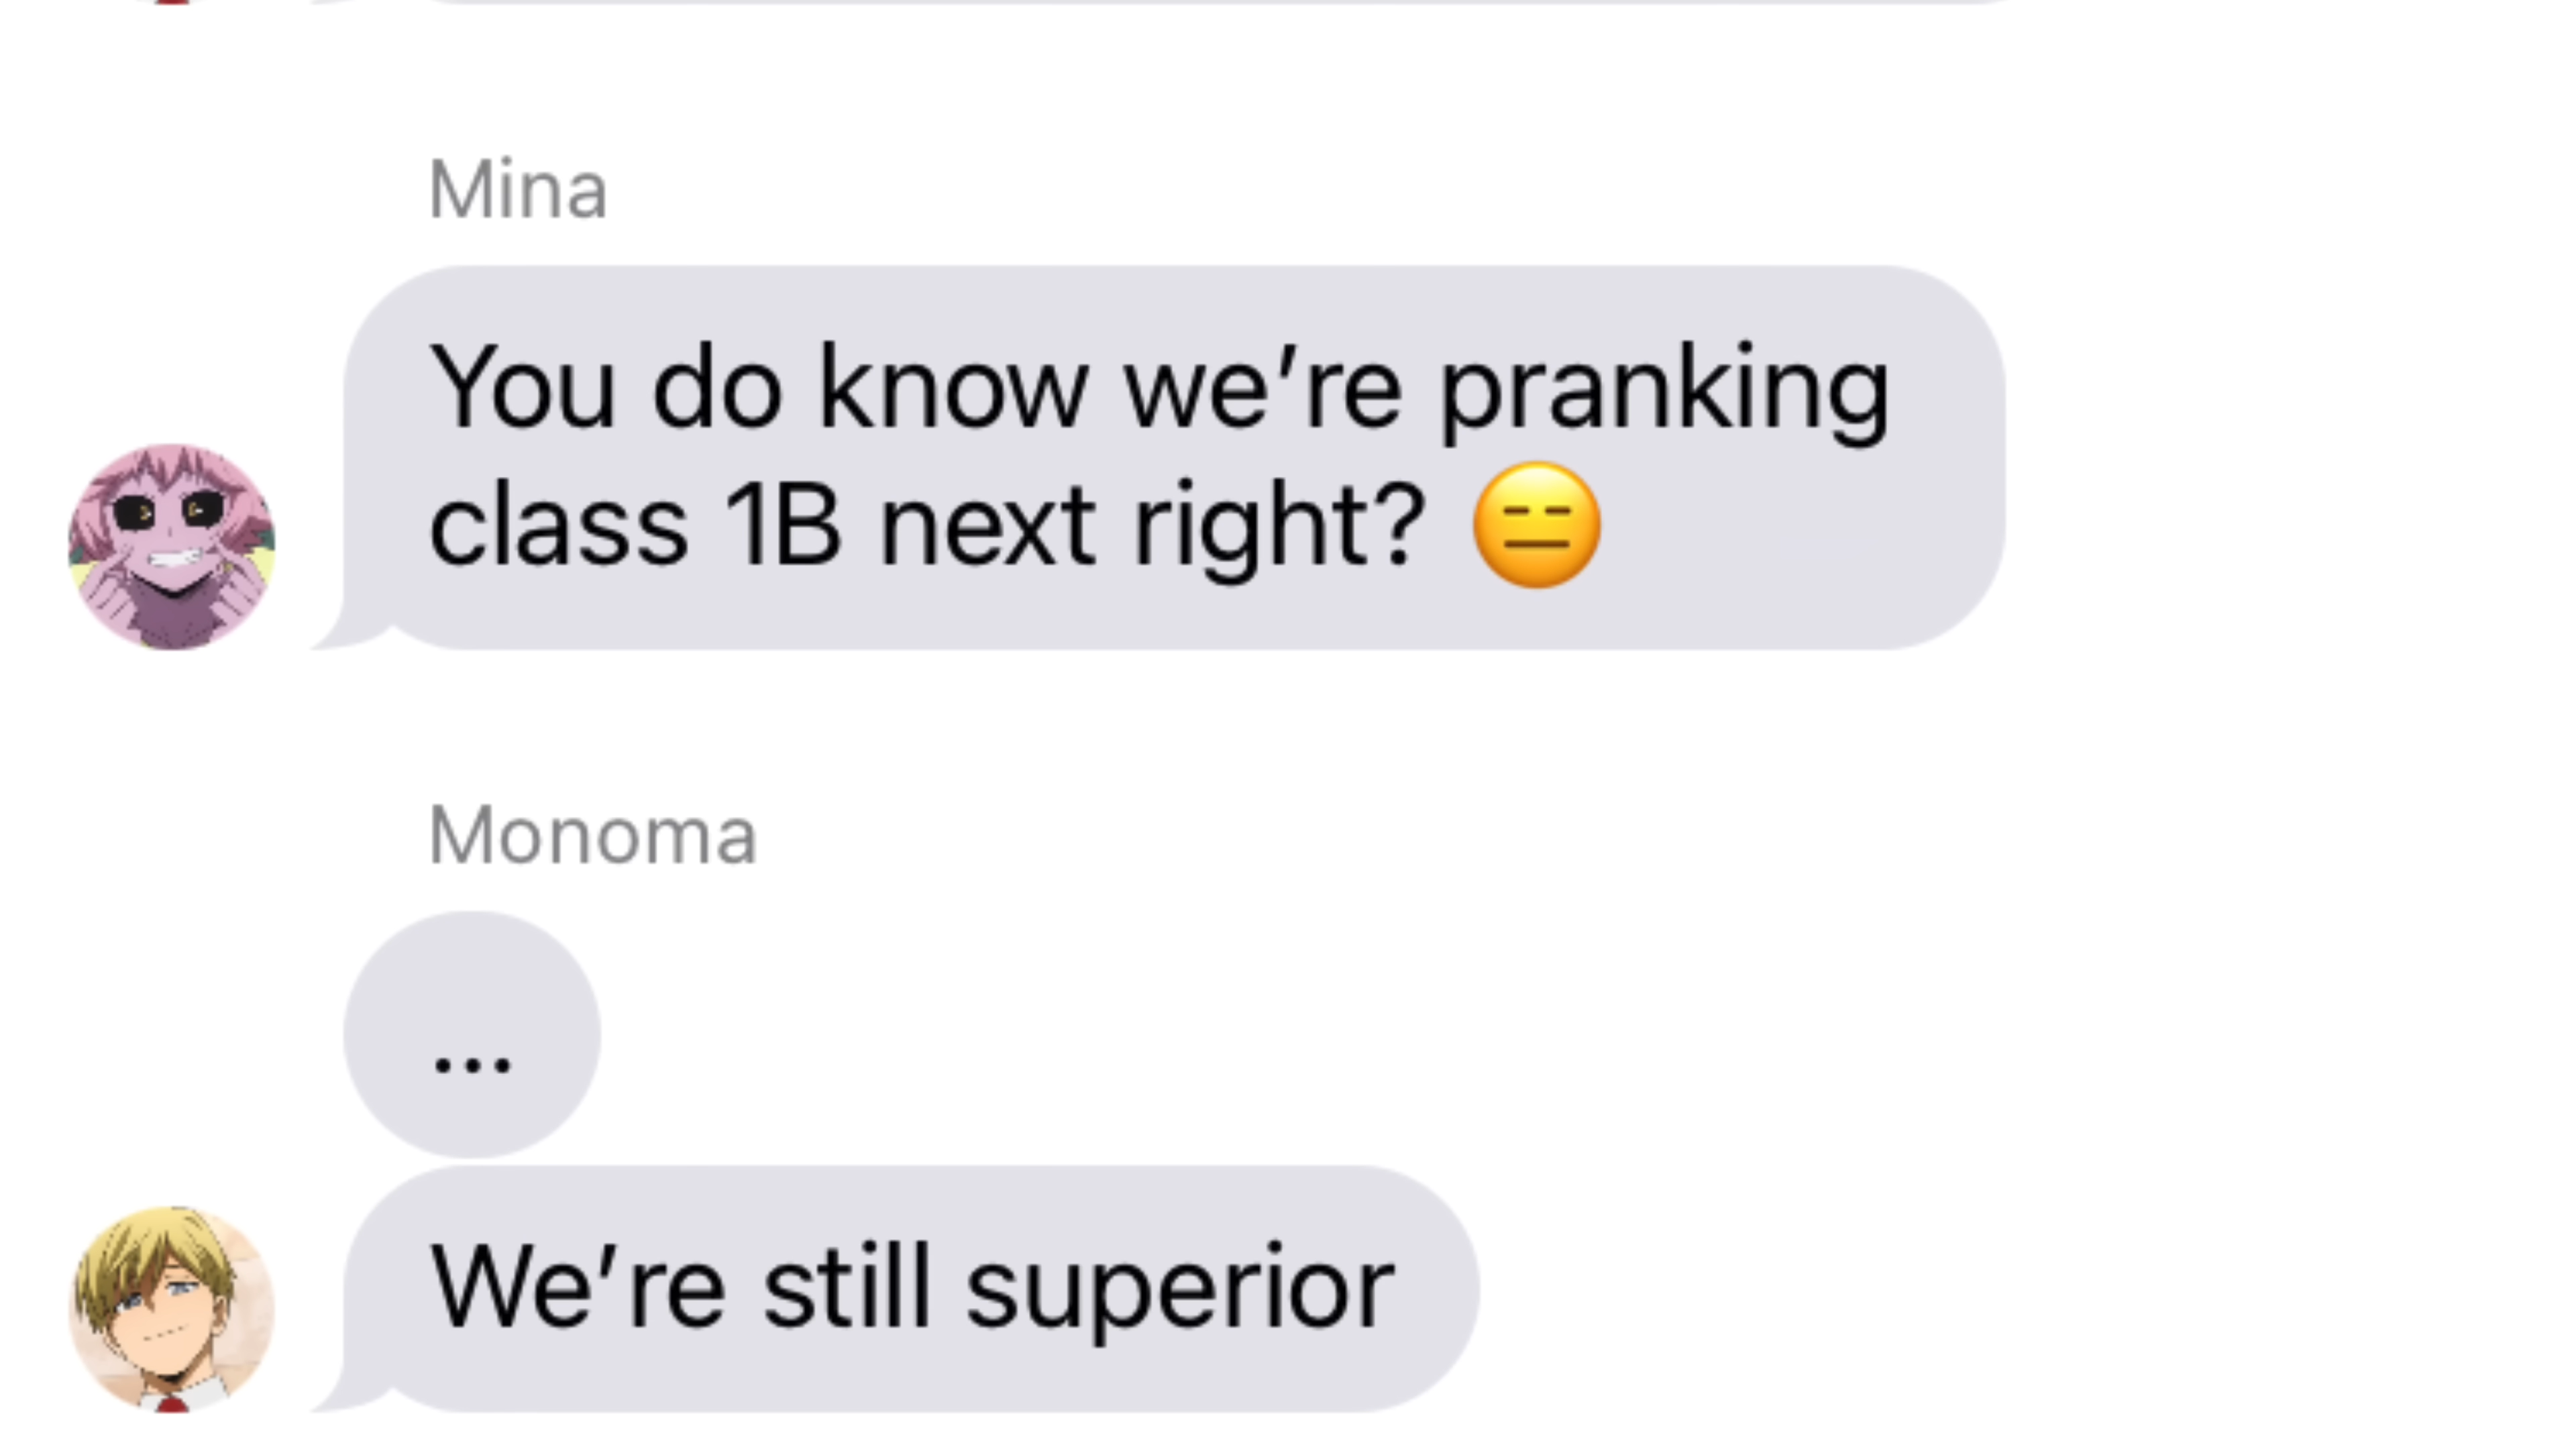 Mina
You do know we’re pranking
class 1B next right? 😑
Monoma
...
We’re still superior